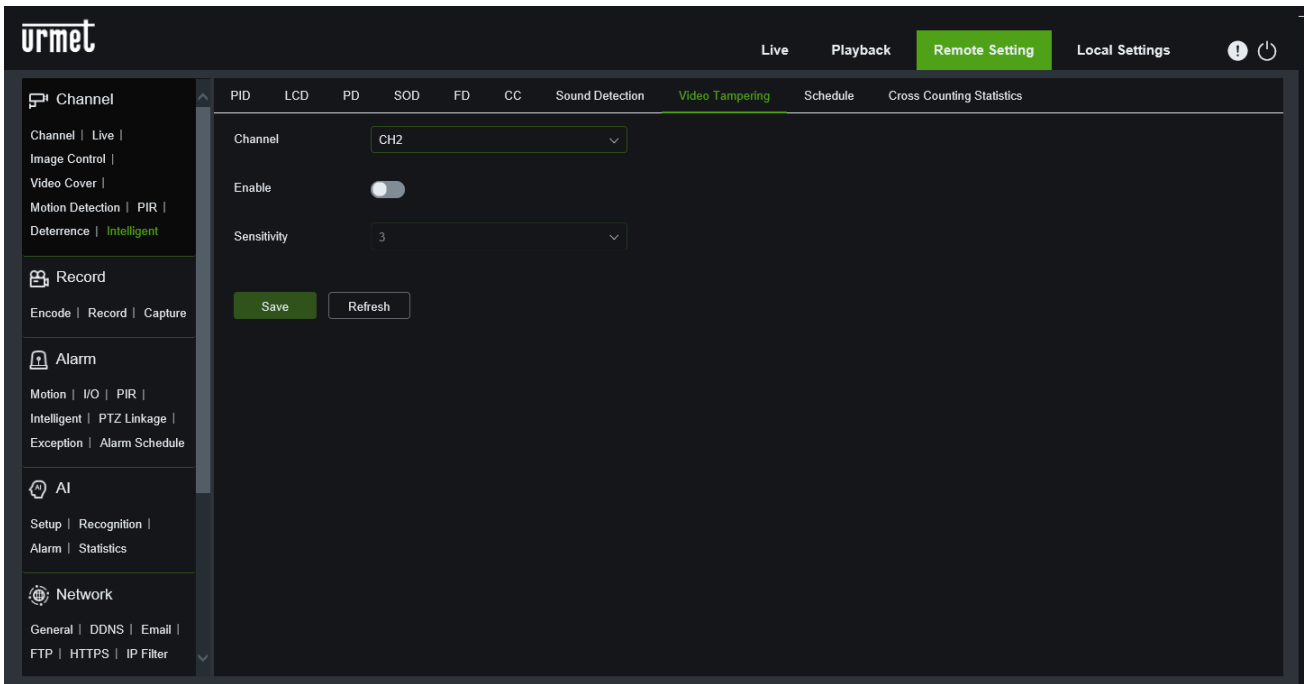 urmet
Live Playback Remote Setting Local Settings
Channel
Channel | Live |
Image Control |
Video Cover |
Motion Detection | PIR |
Deterrence | Intelligent
Record
Encode | Record | Capture
Alarm
Motion | I/O | PIR |
Intelligent | PTZ Linkage |
Exception | Alarm Schedule
AI
AI
Setup | Recognition |
Alarm | Statistics
Network
General | DDNS | Email |
FTP | HTTPS | IP Filter
PID LCD PD SOD FD CC Sound Detection Video Tampering Schedule Cross Counting Statistics
Channel CH2
Enable
Sensitivity 3
Save Refresh